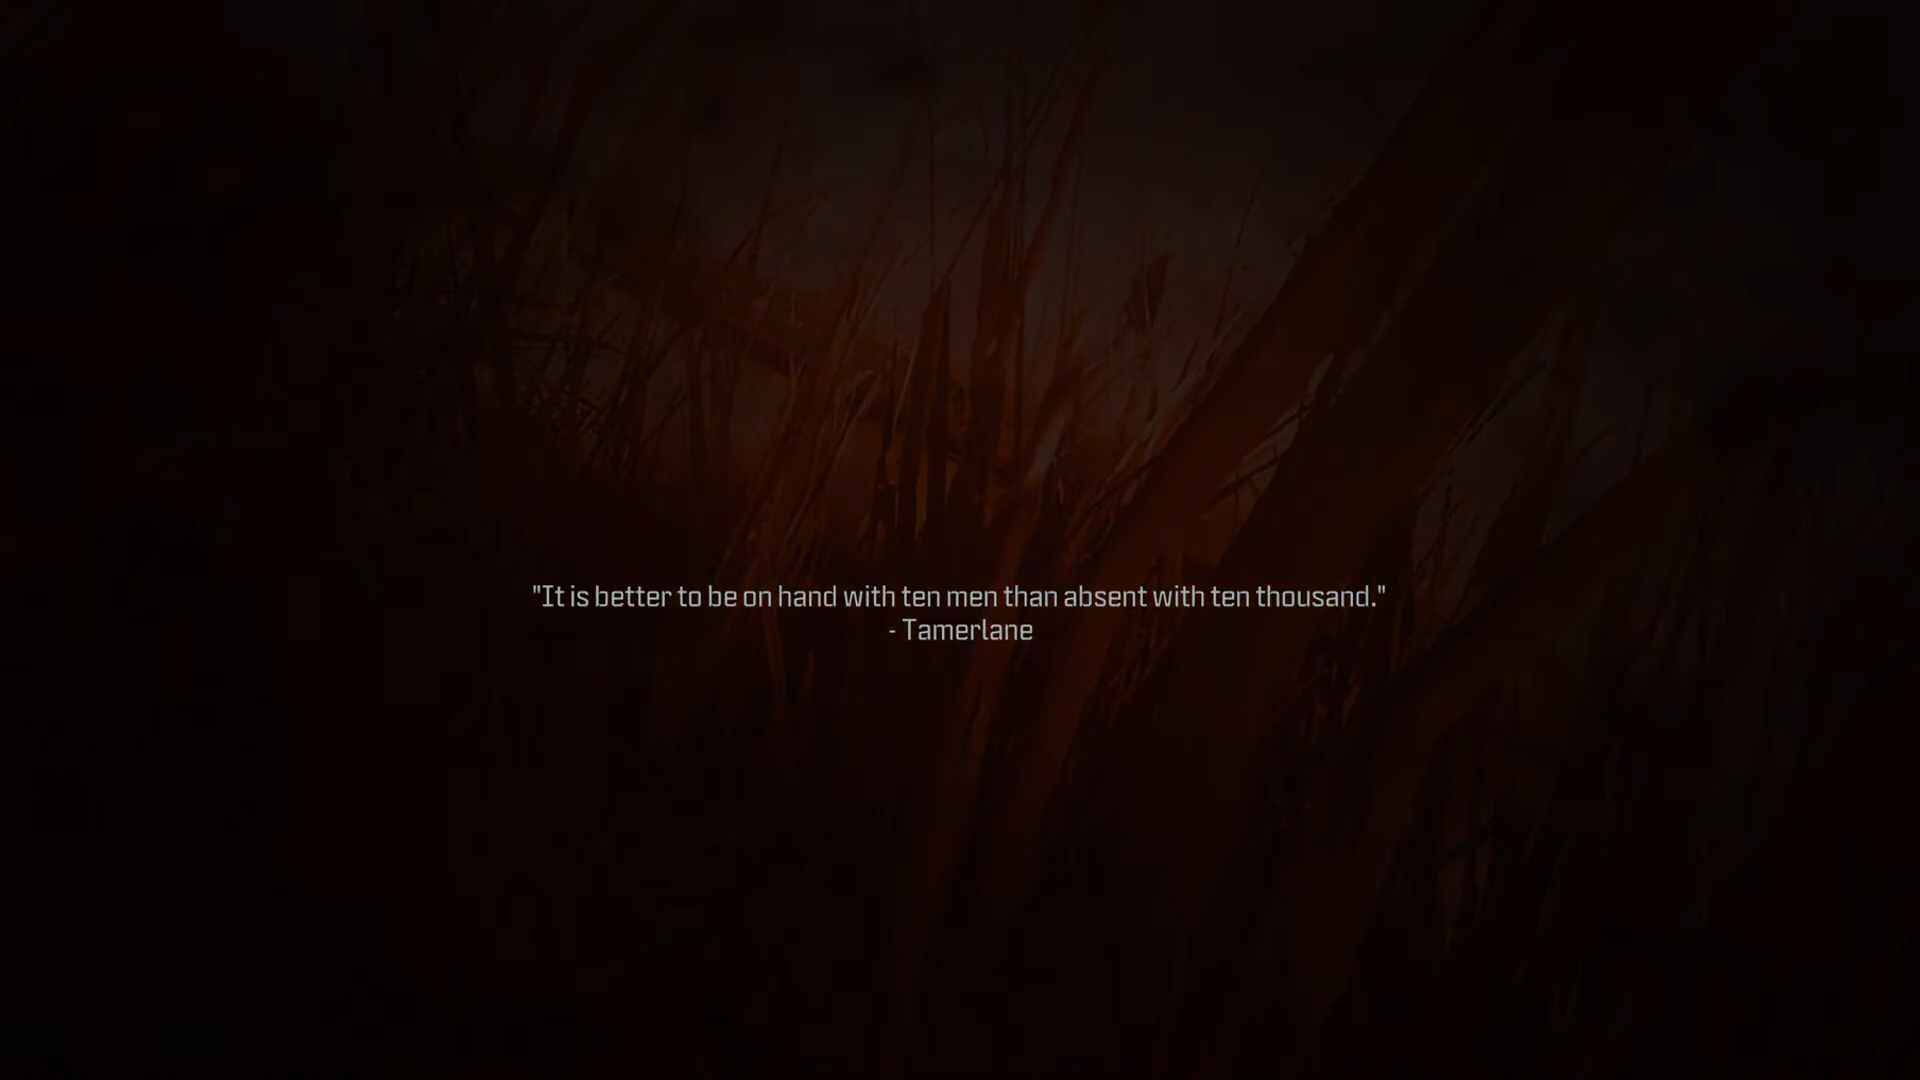 "It is better to be on hand with ten men than absent with ten thousand."
- Tamerlane